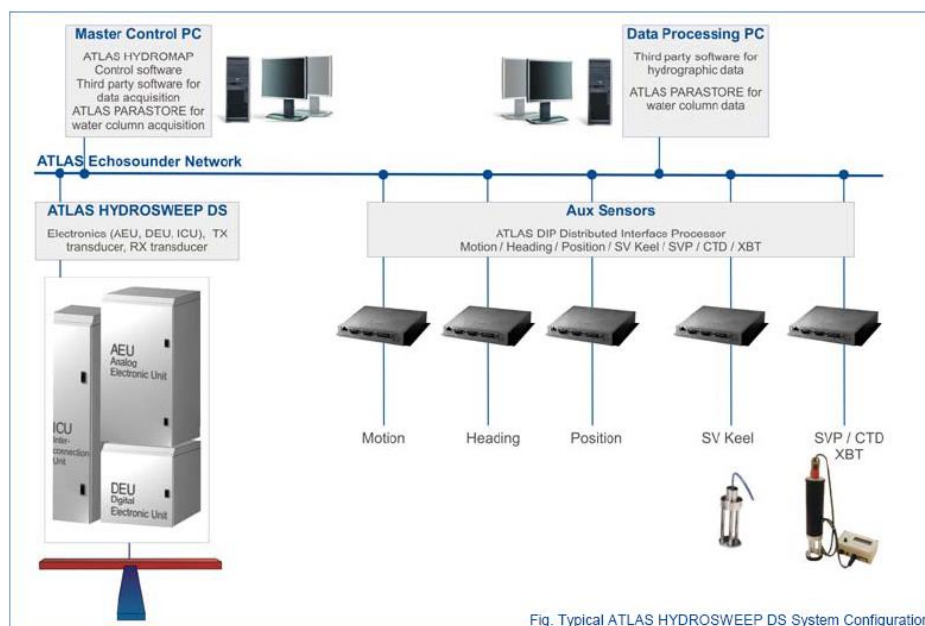 Master Control PC
ATLAS HYDROMAP
Control software
Third party software for
data acquisition
ATLAS PARASTORE for
water column acquisition
Data Processing PC
Third party software for
hydrographic data
ATLAS PARASTORE for
water column data
ATLAS Echosounder Network
ATLAS HYDROSWEEP DS
Electronics (AEU, DEU, ICU), TX
transducer, RX transducer
Aux Sensors
ATLAS DIP Distributed Interface Processor
Motion / Heading / Position / SV Keel / SVP / CTD / XBT
AEU
Analog
Electronic Unit
ICU
Inter-
connection
Unit
DEU
Digital
Electronic Unit
Motion
Heading
Position
SV Keel
SVP / CTD
XBT
Fig. Typical ATLAS HYDROSWEEP DS System Configuration